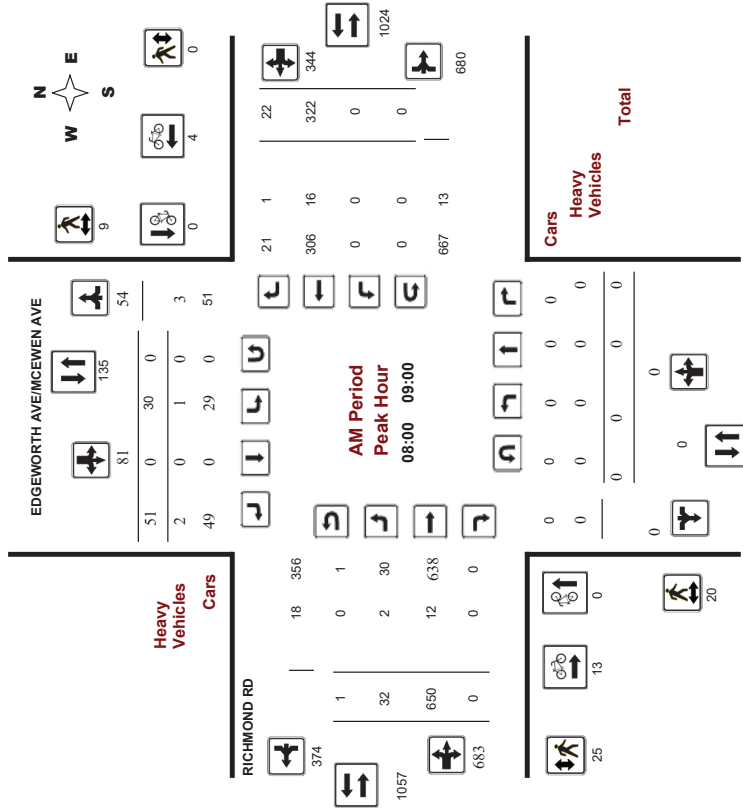 EDGEWORTH AVE/MCEWEN AVE
N
W E
S
135
81 54
9
0
0 4
51 0 30 0
2 0 1 0 3
49 0 29 0 51
Heavy
Vehicles
Cars
RICHMOND RD
374
1057
683
18 356
1 0 1
32 2 30
650 12 638
0 0 0
AM Period
Peak Hour
08:00 09:00
21 1 22
306 16 322
0 0 0
0 0 0
667 13
344
1024
680
Cars
Heavy
Vehicles
Total
0 0 0 0 0
0 0 0 0 0
0 0 0 0
0 0
0
25 13 0
20